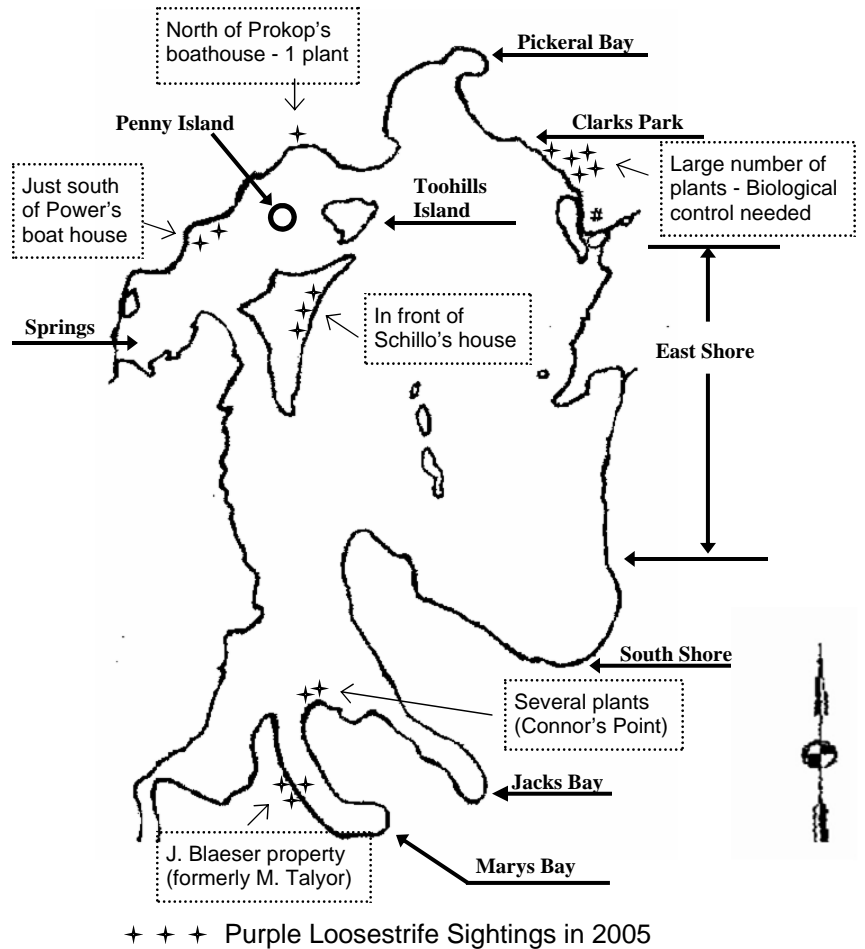 North of Prokop's
boathouse - 1 plant
Pickeral Bay
Penny Island
Clarks Park
Just south
of Power's
boat house
Toohills
Island
Large number of
plants - Biological
control needed
#
Springs
In front of
Schillo's house
East Shore
South Shore
Several plants
(Connor's Point)
Jacks Bay
J. Blaeser property
(formerly M. Talyor)
Marys Bay
Purple Loosestrife Sightings in 2005